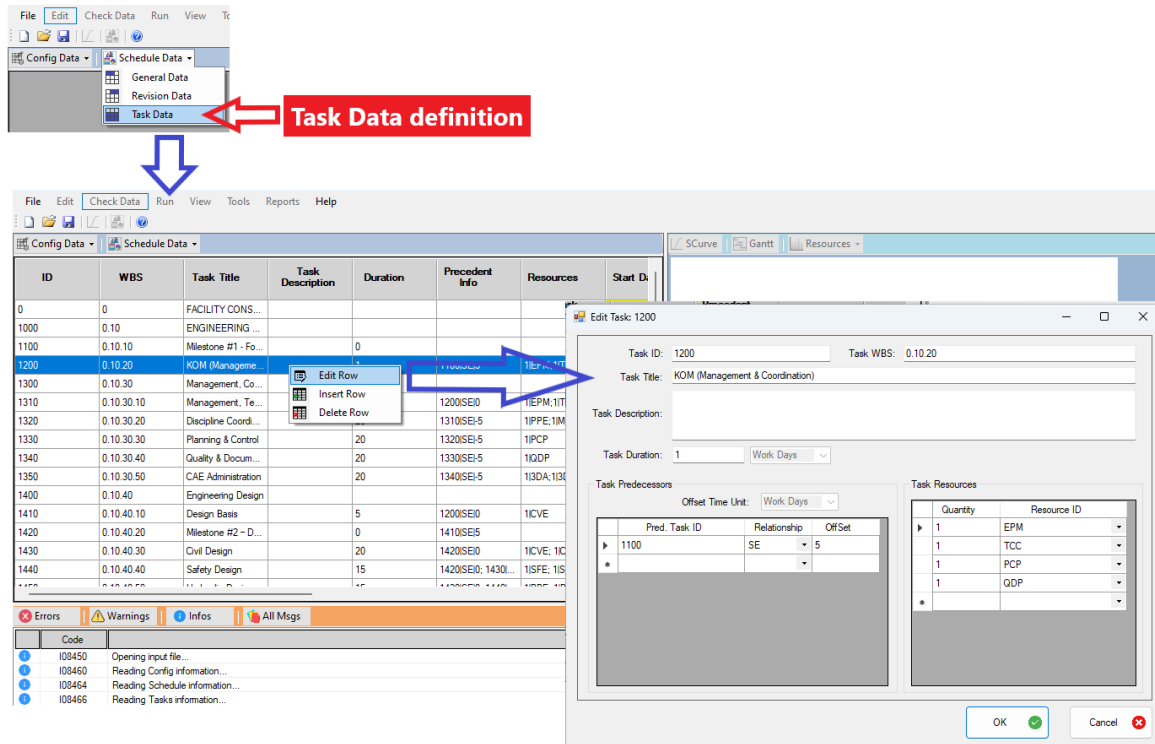 File Edit Check Data Run View
Config Data Schedule Data
General Data
Revision Data
Task Data
Task Data definition
File Edit Check Data Run View Tools Reports Help
Config Data Schedule Data
SCurve Gantt Resources
ID WBS Task Title Task Description Duration Precedent Info Resources Start
0 0 FACILITY CONS...
1000 0.10 ENGINEERING ...
1100 0.10.10 Milestone #1 - Fo... 0
1200 0.10.20 KOM (Manageme...
1300 0.10.30 Management, Co...
1310 0.10.30.10 Management, Te... 1200|SE|0 1|EPM;1|T
1320 0.10.30.20 Discipline Coordi... 1310|SE|-5 1|PPE;1|M
1330 0.10.30.30 Planning & Control 20 1320|SE|-5 1|PCP
1340 0.10.30.40 Quality & Docum... 20 1330|SE|-5 1|QDP
1350 0.10.30.50 CAE Administration 20 1340|SE|-5 1|3DA;1|3D
1400 0.10.40 Engineering Design
1410 0.10.40.10 Design Basis 5 1200|SE|0 1|CVE
1420 0.10.40.20 Milestone #2 – D... 0 1410|SE|5
1430 0.10.40.30 Civil Design 20 1420|SE|0 1|CVE; 1|C
1440 0.10.40.40 Safety Design 15 1420|SE|0; 1430|... 1|SFE; 1|S
Edit Row
Insert Row
Delete Row
Errors Warnings Infos All Msgs
Code
I08450 Opening input file...
I08460 Reading Config information...
I08464 Reading Schedule information...
I08466 Reading Tasks information...
Edit Task: 1200
Task ID: 1200 Task WBS: 0.10.20
Task Title: KOM (Management & Coordination)
Task Description:
Task Duration: 1 Work Days
Task Predecessors
Offset Time Unit: Work Days
Pred. Task ID Relationship OffSet
1100 SE 5
Task Resources
Quantity Resource ID
1 EPM
1 TCC
1 PCP
1 QDP
OK Cancel